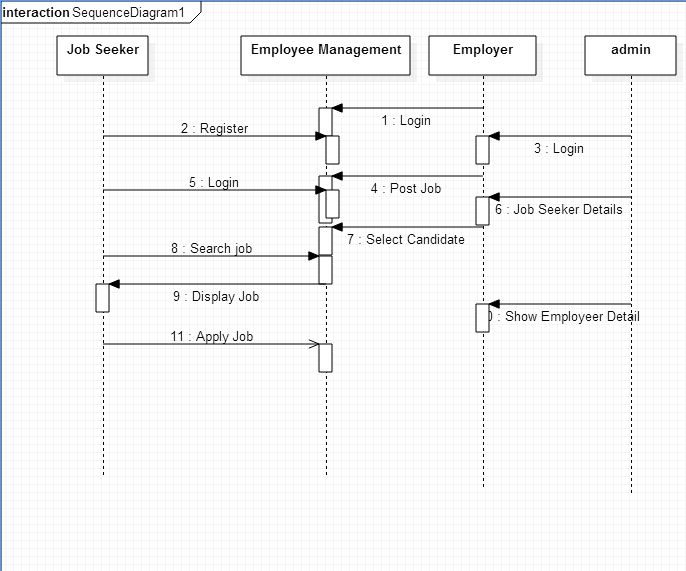 interaction SequenceDiagram1
Job Seeker
Employee Management
Employer
admin
1 : Login
2 : Register
3 : Login
4 : Post Job
5 : Login
6 : Job Seeker Details
7 : Select Candidate
8 : Search job
9 : Display Job
0 : Show Employeer Detail
11 : Apply Job